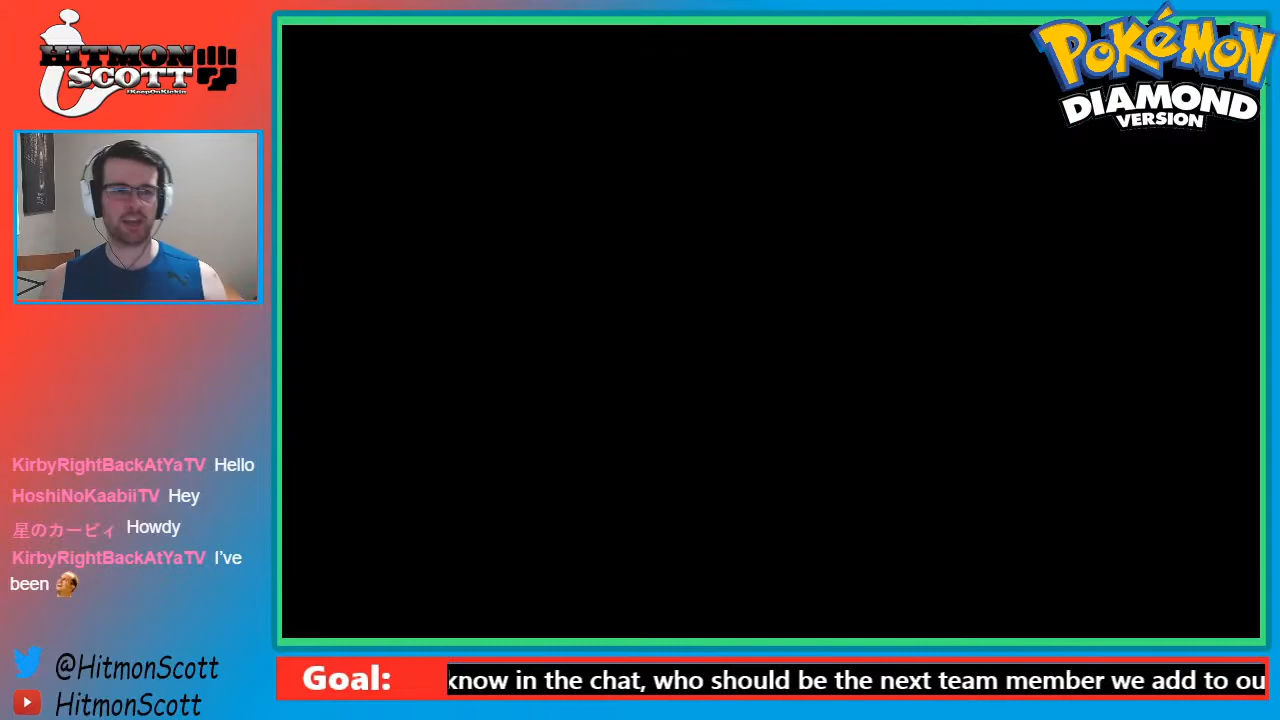 HITMON
SCOTT
#KeepOnKickin
POKéMON
DIAMOND
VERSION
KirbyRightBackAtYaTV Hello
HoshiNoKaabiiTV Hey
星のカービィ Howdy
KirbyRightBackAtYaTV I've
been
@HitmonScott
HitmonScott
Goal: know in the chat, who should be the next team member we add to ou